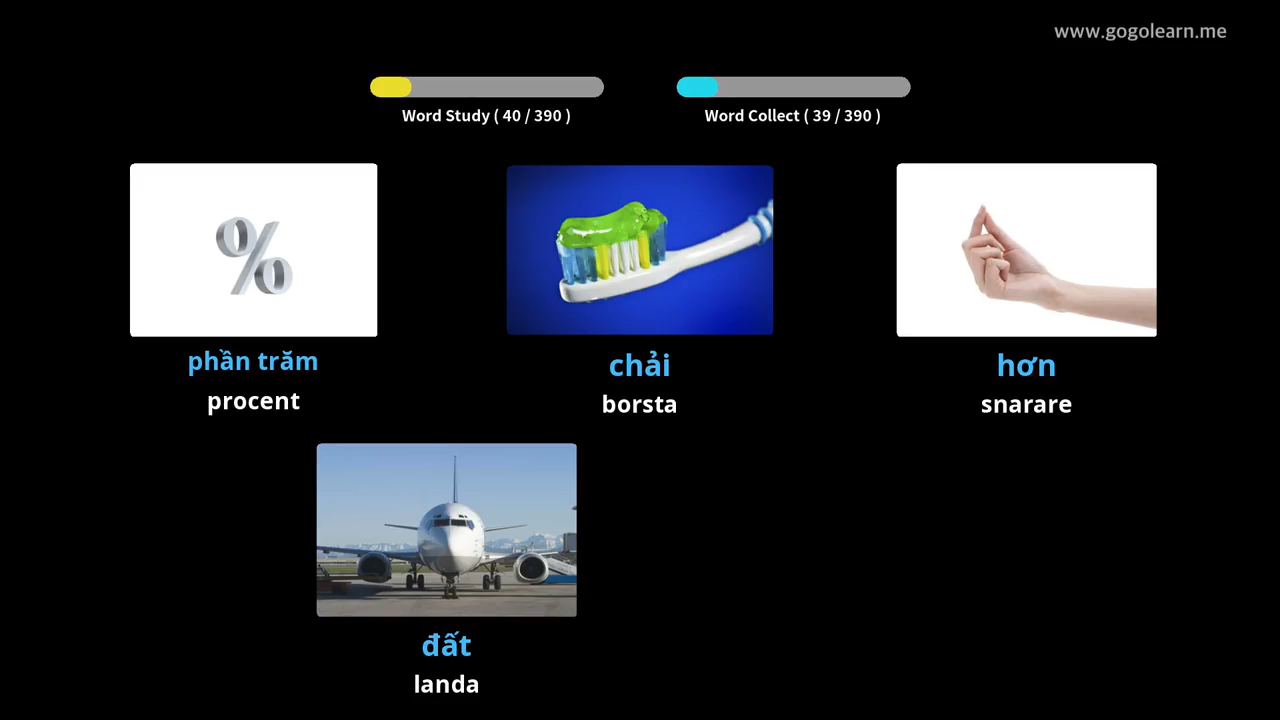 www.gogolearn.me
Word Study ( 40 / 390 )
Word Collect ( 39 / 390 )
%
phần trăm
procent
chải
borsta
hơn
snarare
đất
landa